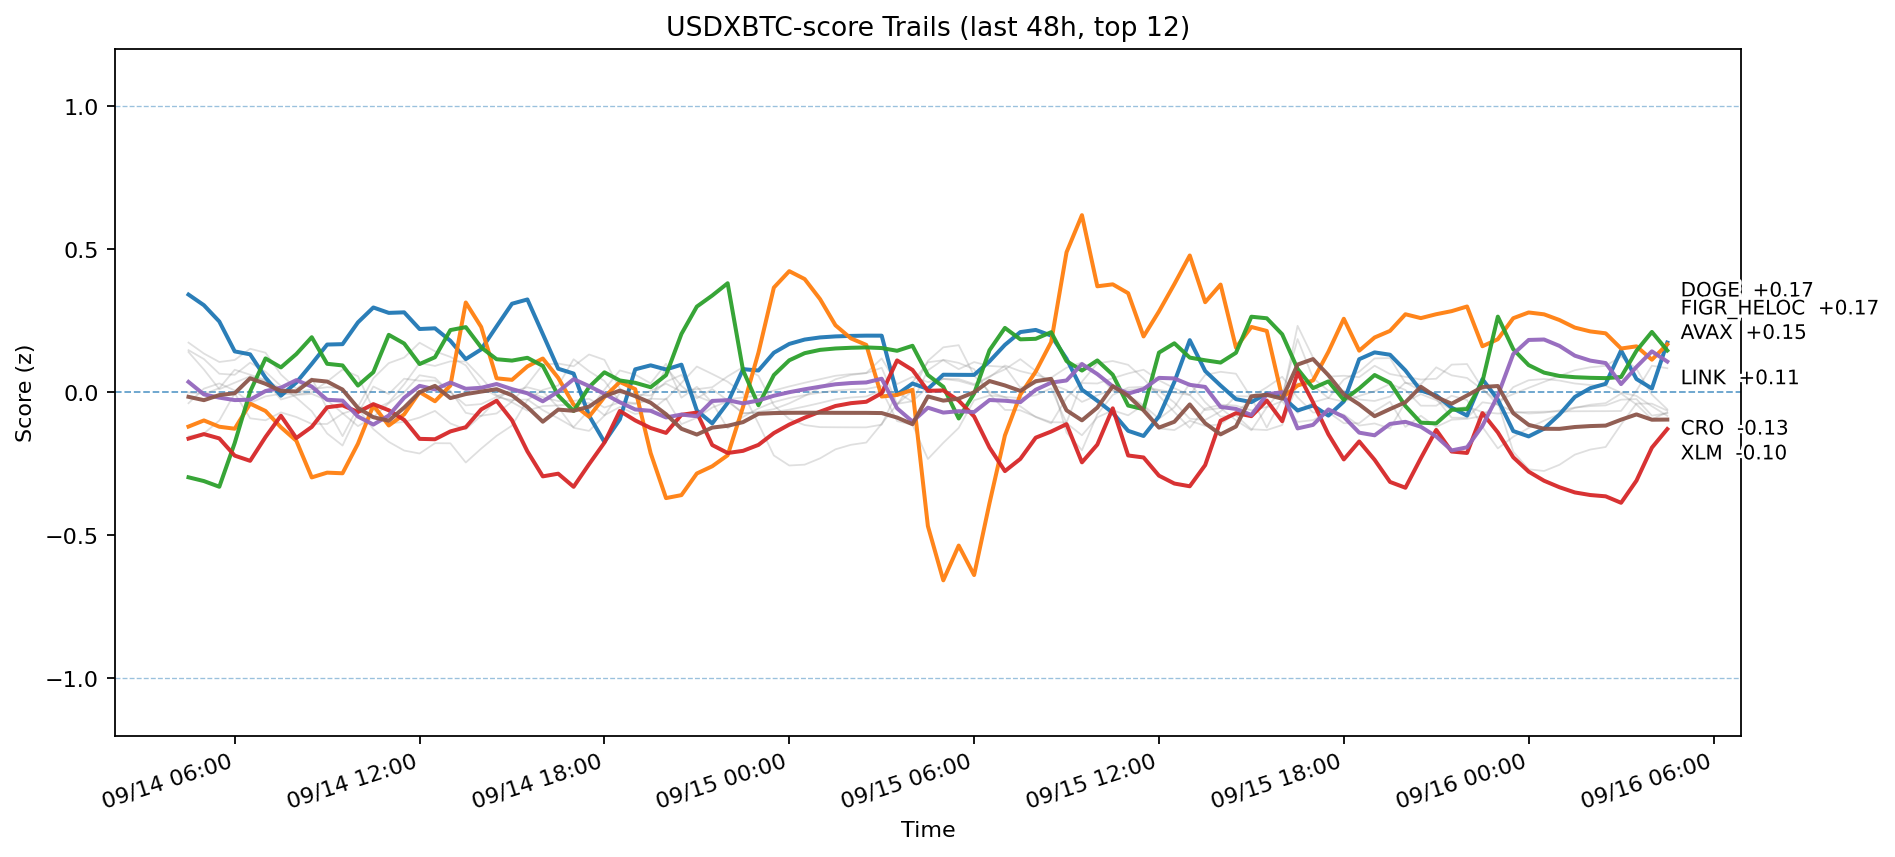 USDXBTC-score Trails (last 48h, top 12)
Score (z)
1.0
0.5
0.0
−0.5
−1.0
DOGE +0.17
FIGR_HELOC +0.17
AVAX +0.15
LINK +0.11
CRO -0.13
XLM -0.10
09/14 06:00
09/14 12:00
09/14 18:00
09/15 00:00
09/15 06:00
09/15 12:00
09/15 18:00
09/16 00:00
09/16 06:00
Time